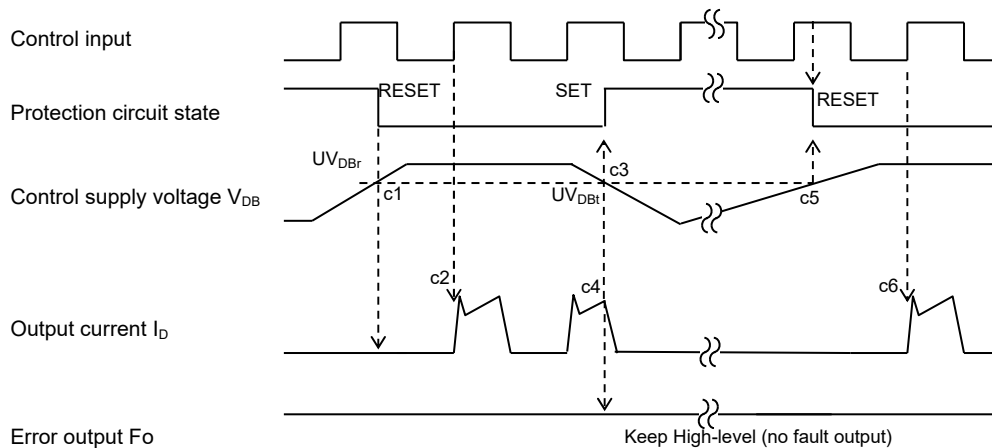 Control input
RESET
SET
RESET
Protection circuit state
UVDBr
c3
Control supply voltage VDB
c1
UVDBt
c5
c2
c4
c6
Output current ID
Error output Fo
Keep High-level (no fault output)